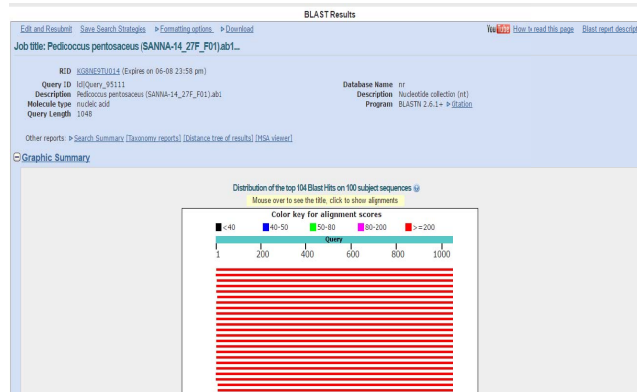 BLAST Results
Edit and Resubmit Save Search Strategies Formatting options Download YouTube How to read this page Blast report descript
Job title: Pedicoccus pentosaceus (SANNA-14_27F_F01).ab1...
RID KG8NE9TU014 (Expires on 06-08 23:58 pm)
Query ID lcl|Query_95111 Database Name nr
Description Pedicoccus pentosaceus (SANNA-14_27F_F01).ab1 Description Nucleotide collection (nt)
Molecule type nucleic acid Program BLASTN 2.6.1+ Citation
Query Length 1048
Other reports: Search Summary [Taxonomy reports] [Distance tree of results] [MSA viewer]
Graphic Summary
Distribution of the top 104 Blast Hits on 100 subject sequences
Mouse over to see the title, click to show alignments
Color key for alignment scores
<40 40-50 50-80 80-200 >=200
Query
1 200 400 600 800 1000